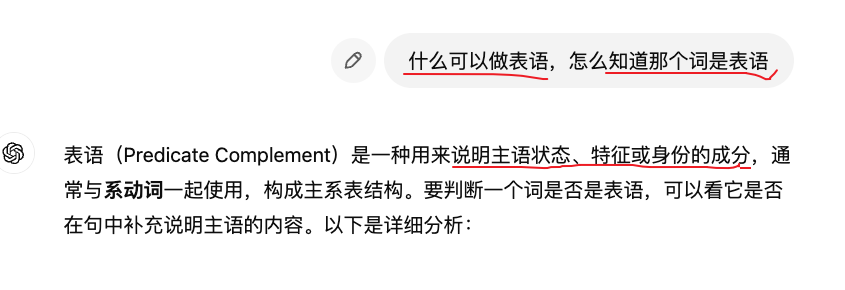 什么可以做表语，怎么知道那个词是表语
表语（Predicate Complement）是一种用来说明主语状态、特征或身份的成分，通
常与系动词一起使用，构成主系表结构。要判断一个词是否是表语，可以看它是否
在句中补充说明主语的内容。以下是详细分析：